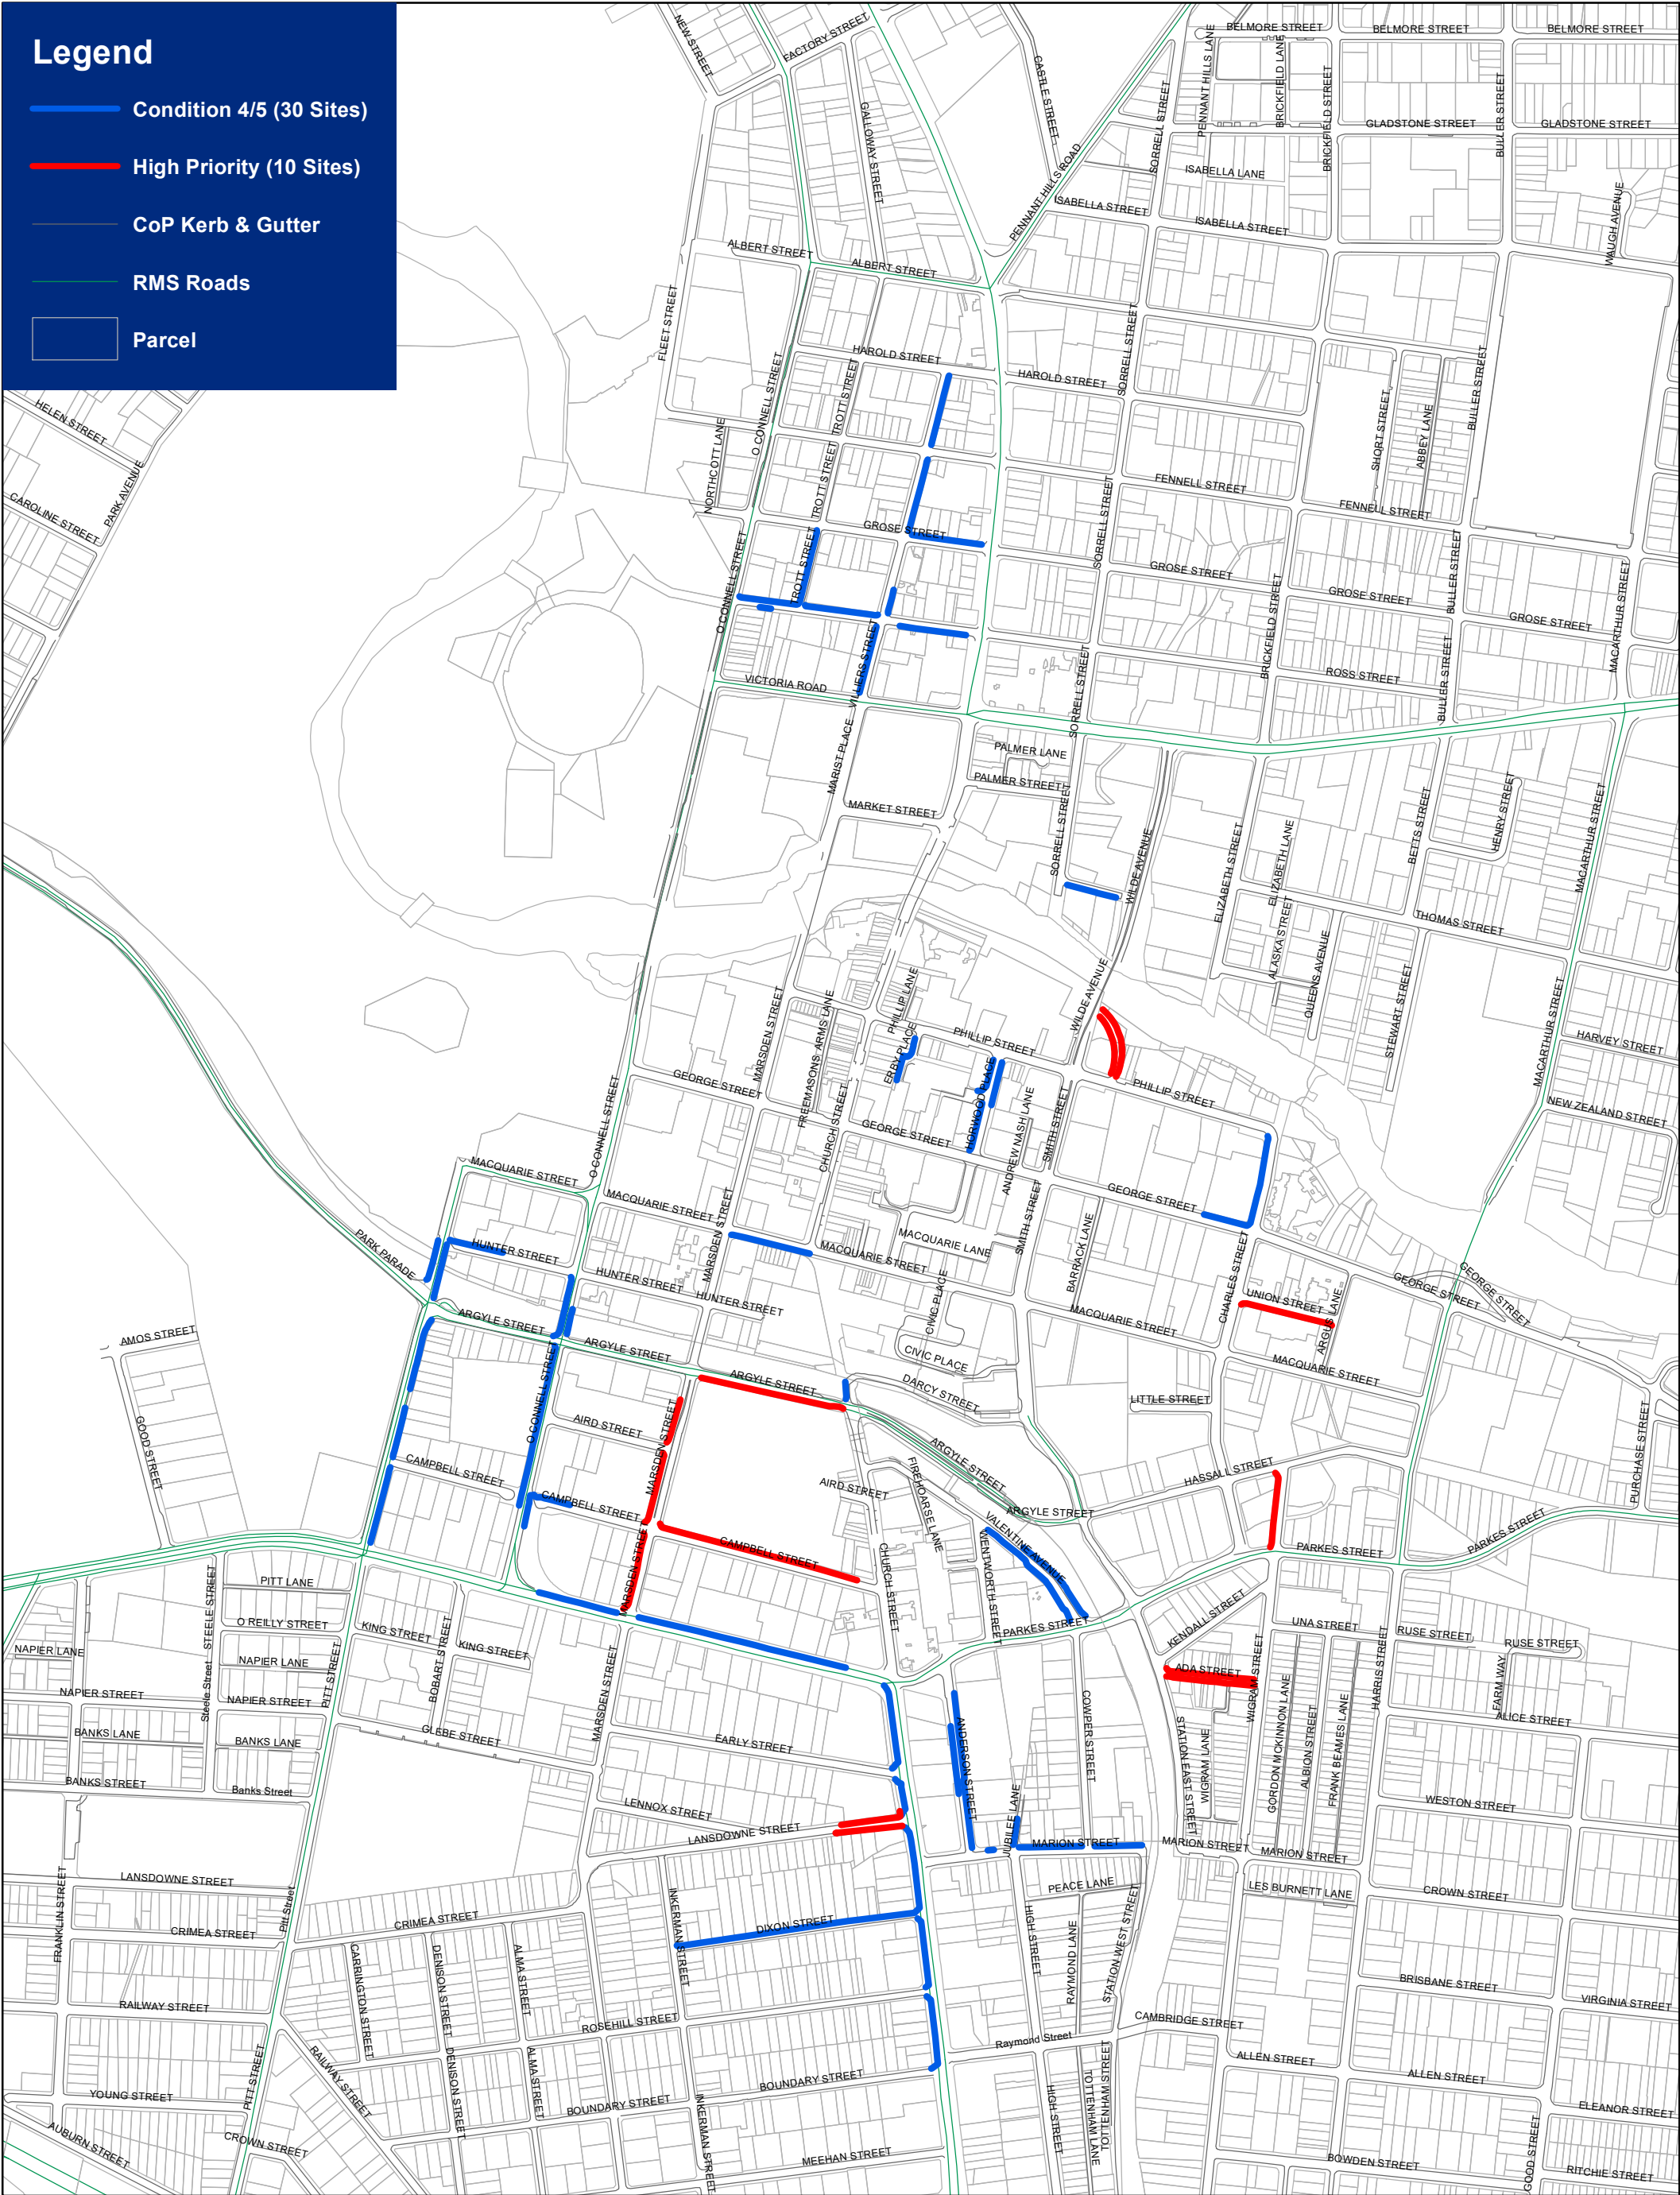 Legend
Condition 4/5 (30 Sites)
High Priority (10 Sites)
CoP Kerb & Gutter
RMS Roads
Parcel
NEW STREET
FACTORY STREET
GALLOWAY STREET
CASTLE STREET
PENNANT HILLS ROAD
SORRELL STREET
PENNANT HILLS LANE
BELMORE STREET
BRICKFIELD LANE
BRICKFIELD STREET
BELMORE STREET
BULLER STREET
BELMORE STREET
GLADSTONE STREET
GLADSTONE STREET
ISABELLA LANE
ISABELLA STREET
ISABELLA STREET
WAUGH AVENUE
ALBERT STREET
ALBERT STREET
FLEET STREET
O CONNELL STREET
TROTT STREET
HAROLD STREET
HAROLD STREET
SORRELL STREET
SHORT STREET
ABBEY LANE
BULLER STREET
HELEN STREET
PARK AVENUE
CAROLINE STREET
NORTHCOTT LANE
TROTT STREET
FENNELL STREET
FENNELL STREET
GROSE STREET
O CONNELL STREET
TROTT STREET
SORRELL STREET
GROSE STREET
BRICKFIELD STREET
GROSE STREET
BULLER STREET
GROSE STREET
MACARTHUR STREET
VILLIERS STREET
VICTORIA ROAD
SORRELL STREET
ROSS STREET
BULLER STREET
MARIST PLACE
PALMER LANE
PALMER STREET
MARKET STREET
SORRELL STREET
WILDE AVENUE
ELIZABETH STREET
ELIZABETH LANE
BETTS STREET
HENRY STREET
MACARTHUR STREET
THOMAS STREET
ALASKA STREET
QUEENS AVENUE
STEWART STREET
HARVEY STREET
MACARTHUR STREET
NEW ZEALAND STREET
MARSDEN STREET
FREEMASONS ARMS LANE
PHILLIP LANE
ERBY PLACE
PHILLIP STREET
WILDE AVENUE
HORWOOD PLACE
ANDREW NASH LANE
SMITH STREET
PHILLIP STREET
GEORGE STREET
CHURCH STREET
GEORGE STREET
O CONNELL STREET
MACQUARIE STREET
MACQUARIE STREET
MARSDEN STREET
MACQUARIE STREET
MACQUARIE LANE
SMITH STREET
BARRACK LANE
GEORGE STREET
CHARLES STREET
GEORGE STREET
GEORGE STREET
PARK PARADE
HUNTER STREET
HUNTER STREET
HUNTER STREET
CIVIC PLACE
CIVIC PLACE
MACQUARIE STREET
UNION STREET
ARGUS LANE
MACQUARIE STREET
AMOS STREET
ARGYLE STREET
ARGYLE STREET
ARGYLE STREET
DARCY STREET
LITTLE STREET
GOOD STREET
O CONNELL STREET
AIRD STREET
MARSDEN STREET
ARGYLE STREET
CAMPBELL STREET
CAMPBELL STREET
AIRD STREET
FIREHOARSE LANE
ARGYLE STREET
HASSALL STREET
PURCHASE STREET
CAMPBELL STREET
MARSDEN STREET
CHURCH STREET
WENTWORTH STREET
VALENTINE AVENUE
PARKES STREET
PARKES STREET
PARKES STREET
PITT LANE
O REILLY STREET
STEELE STREET
Steele Street
NAPIER LANE
NAPIER LANE
NAPIER STREET
NAPIER STREET
BANKS LANE
BANKS LANE
BANKS STREET
Banks Street
PITT STREET
KING STREET
BOBART STREET
KING STREET
GLEBE STREET
MARSDEN STREET
EARLY STREET
ANDERSON STREET
COWPER STREET
KENDALL STREET
ADA STREET
WIGRAM STREET
UNA STREET
HARRIS STREET
RUSE STREET
RUSE STREET
FARM WAY
ALICE STREET
STATION EAST STREET
WIGRAM LANE
GORDON MCKINNON LANE
ALBION STREET
FRANK BEAMES LANE
WESTON STREET
LENNOX STREET
LANSDOWNE STREET
JUBILEE LANE
MARION STREET
MARION STREET
MARION STREET
PEACE LANE
LES BURNETT LANE
CROWN STREET
LANSDOWNE STREET
FRANKLIN STREET
CRIMEA STREET
Pitt Street
CRIMEA STREET
INKERMAN STREET
DIXON STREET
HIGH STREET
RAYMOND LANE
STATION WEST STREET
CARRINGTON STREET
DENISON STREET
ALMA STREET
RAILWAY STREET
ROSEHILL STREET
Raymond Street
CAMBRIDGE STREET
BRISBANE STREET
VIRGINIA STREET
RAILWAY STREET
DENISON STREET
ALMA STREET
BOUNDARY STREET
BOUNDARY STREET
INKERMAN STREET
HIGH STREET
TOTTENHAM LANE
TOTTENHAM STREET
ALLEN STREET
ALLEN STREET
YOUNG STREET
PITT STREET
AUBURN STREET
CROWN STREET
MEEHAN STREET
BOWDEN STREET
GOOD STREET
ELEANOR STREET
RITCHIE STREET